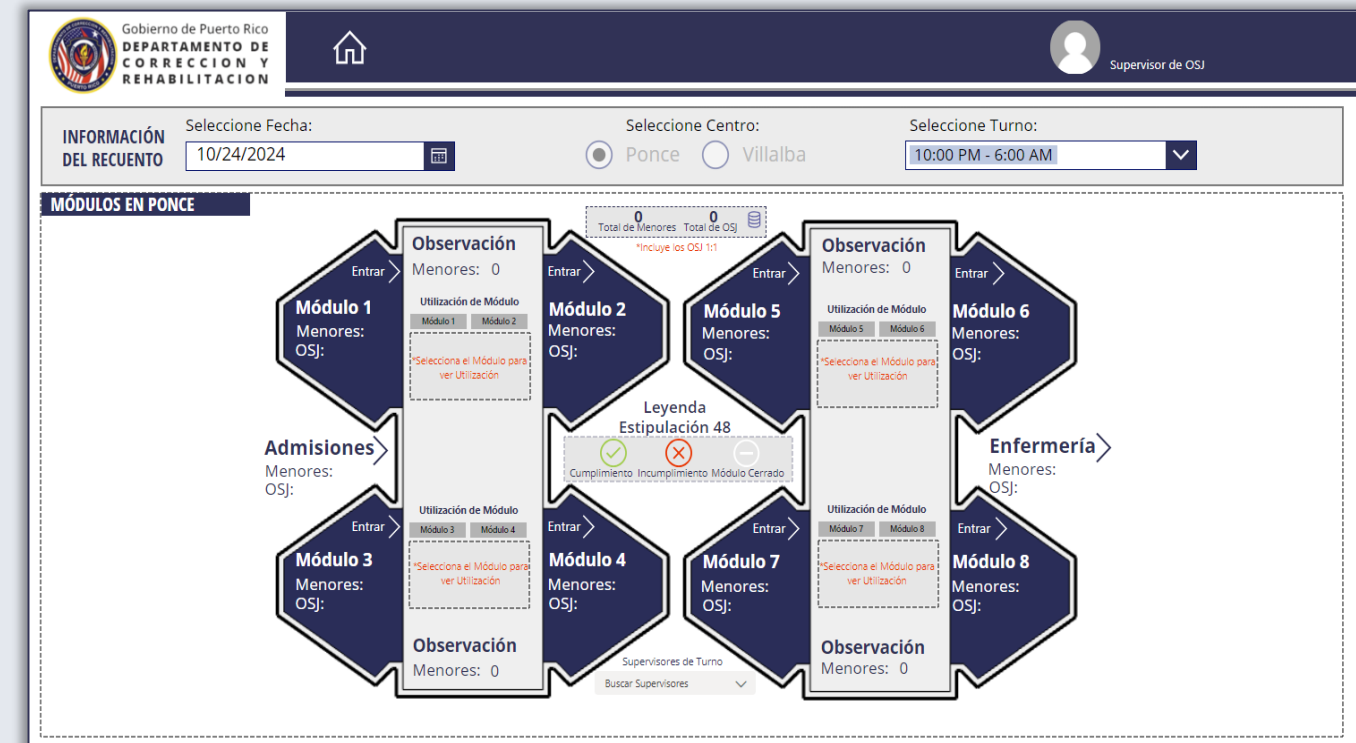 Gobierno de Puerto Rico
DEPARTAMENTO DE
CORRECCION Y
REHABILITACION
Supervisor de OSJ
INFORMACIÓN
DEL RECUENTO
Seleccione Fecha:
10/24/2024
Seleccione Centro:
Ponce
Villalba
Seleccione Turno:
10:00 PM - 6:00 AM
MÓDULOS EN PONCE
0 0
Total de Menores Total de OSJ
*Incluye los OSJ 1:1
Entrar
Módulo 1
Menores:
OSJ:
Observación
Menores: 0
Utilización de Módulo
Módulo 1 Módulo 2
*Selecciona el Módulo para
ver Utilización
Entrar
Módulo 2
Menores:
OSJ:
Entrar
Módulo 5
Menores:
OSJ:
Observación
Menores: 0
Utilización de Módulo
Módulo 5 Módulo 6
*Selecciona el Módulo para
ver Utilización
Entrar
Módulo 6
Menores:
OSJ:
Admisiones
Menores:
OSJ:
Leyenda
Estipulación 48
Cumplimiento Incumplimiento Módulo Cerrado
Enfermería
Menores:
OSJ:
Entrar
Módulo 3
Menores:
OSJ:
Utilización de Módulo
Módulo 3 Módulo 4
*Selecciona el Módulo para
ver Utilización
Observación
Menores: 0
Entrar
Módulo 4
Menores:
OSJ:
Entrar
Módulo 7
Menores:
OSJ:
Utilización de Módulo
Módulo 7 Módulo 8
*Selecciona el Módulo para
ver Utilización
Observación
Menores: 0
Entrar
Módulo 8
Menores:
OSJ:
Supervisores de Turno
Buscar Supervisores